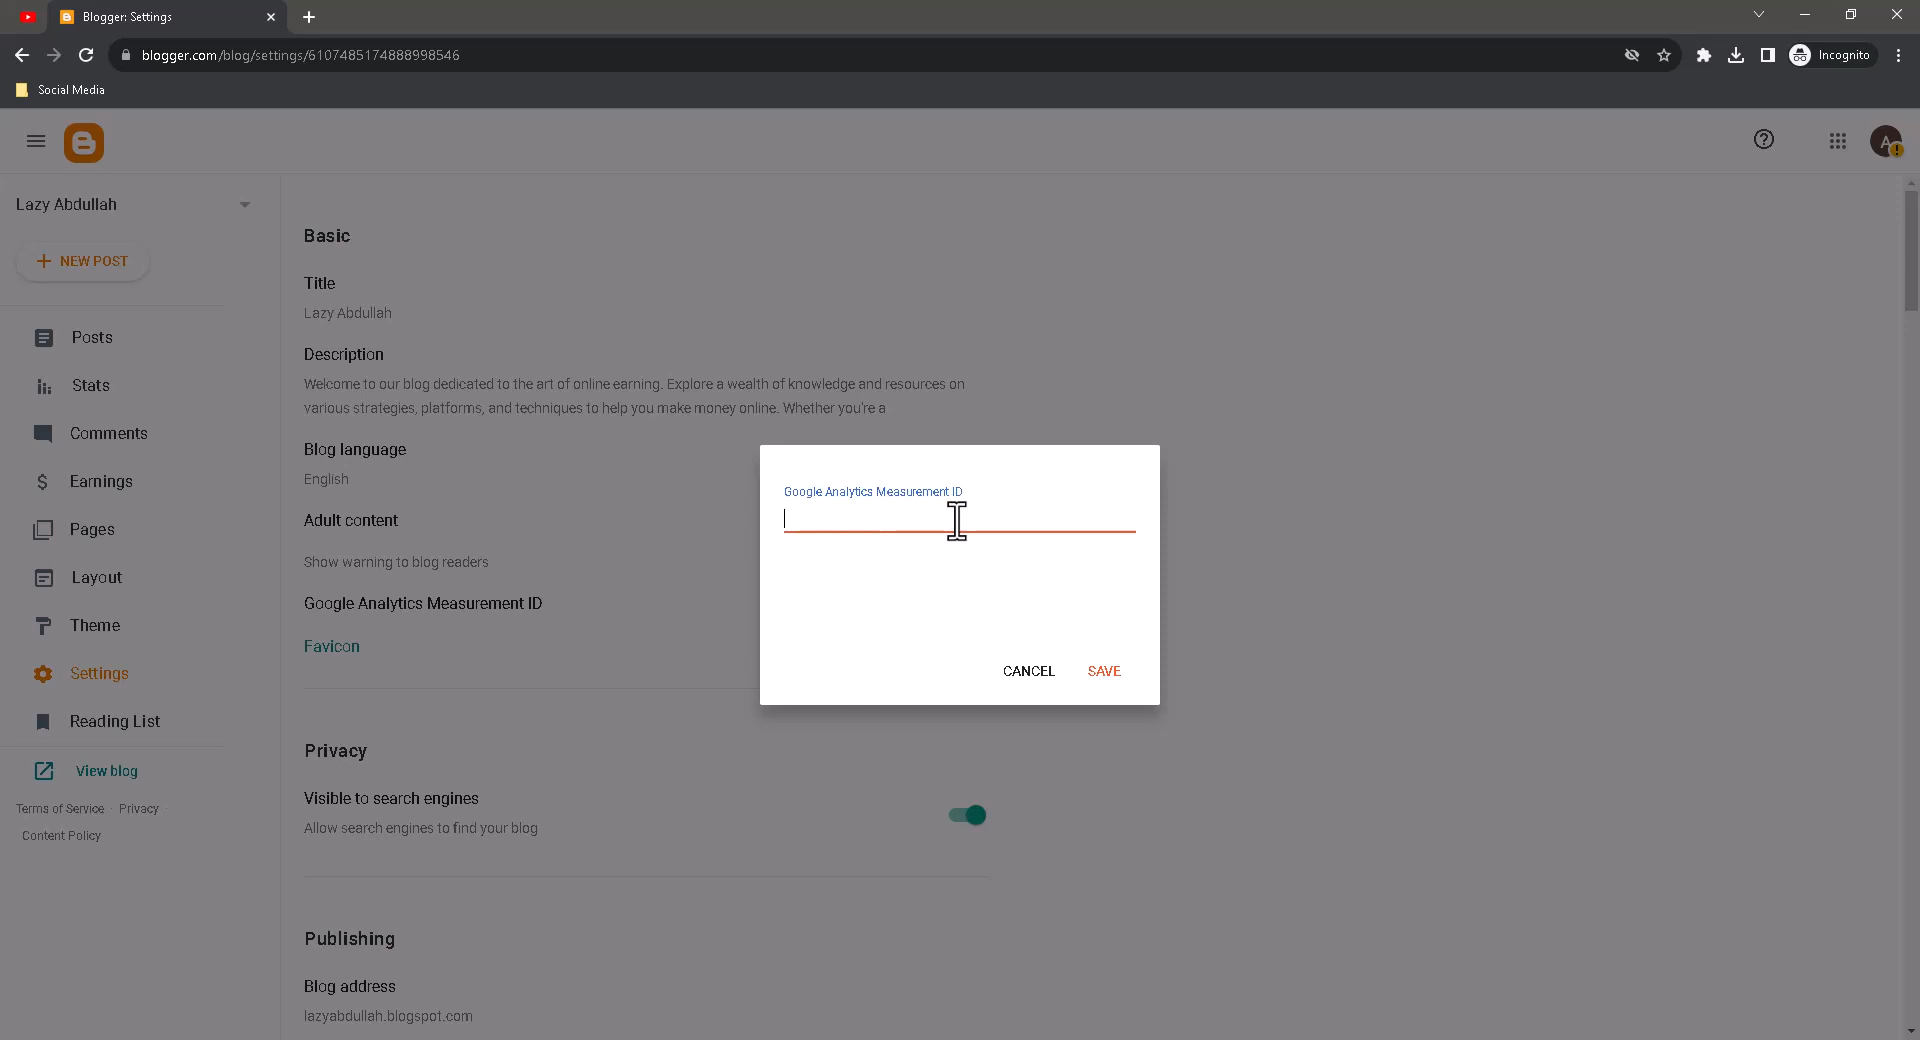 Blogger: Settings
blogger.com/blog/settings/6107485174888998546
Incognito
Social Media
A
Lazy Abdullah
NEW POST
Posts
Stats
Comments
Earnings
Pages
Layout
Theme
Settings
Reading List
View blog
Terms of Service · Privacy ·
Content Policy
Basic
Title
Lazy Abdullah
Description
Welcome to our blog dedicated to the art of online earning. Explore a wealth of knowledge and resources on
various strategies, platforms, and techniques to help you make money online. Whether you're a
Blog language
English
Adult content
Show warning to blog readers
Google Analytics Measurement ID
Favicon
Google Analytics Measurement ID
CANCEL SAVE
Privacy
Visible to search engines
Allow search engines to find your blog
Publishing
Blog address
lazyabdullah.blogspot.com